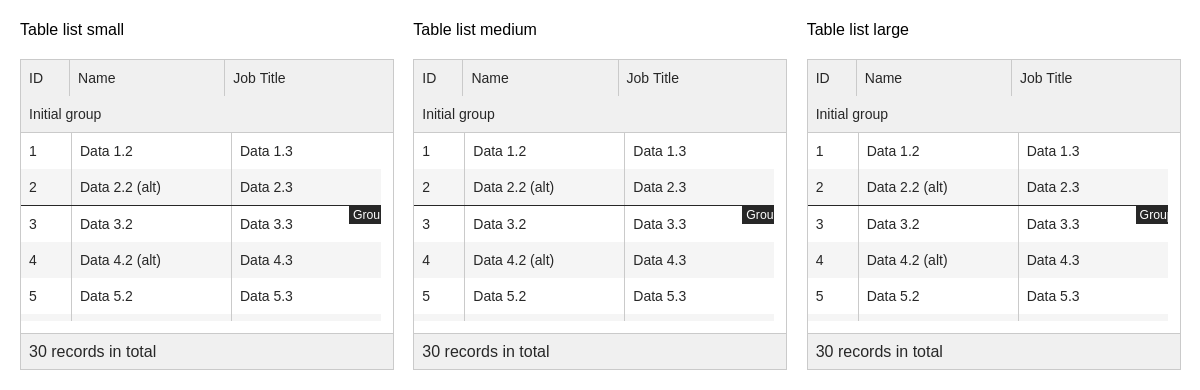 Table list small
ID Name Job Title
Initial group
1 Data 1.2 Data 1.3
2 Data 2.2 (alt) Data 2.3
Grou
3 Data 3.2 Data 3.3
4 Data 4.2 (alt) Data 4.3
5 Data 5.2 Data 5.3
30 records in total
Table list medium
ID Name Job Title
Initial group
1 Data 1.2 Data 1.3
2 Data 2.2 (alt) Data 2.3
Grou
3 Data 3.2 Data 3.3
4 Data 4.2 (alt) Data 4.3
5 Data 5.2 Data 5.3
30 records in total
Table list large
ID Name Job Title
Initial group
1 Data 1.2 Data 1.3
2 Data 2.2 (alt) Data 2.3
Grou
3 Data 3.2 Data 3.3
4 Data 4.2 (alt) Data 4.3
5 Data 5.2 Data 5.3
30 records in total